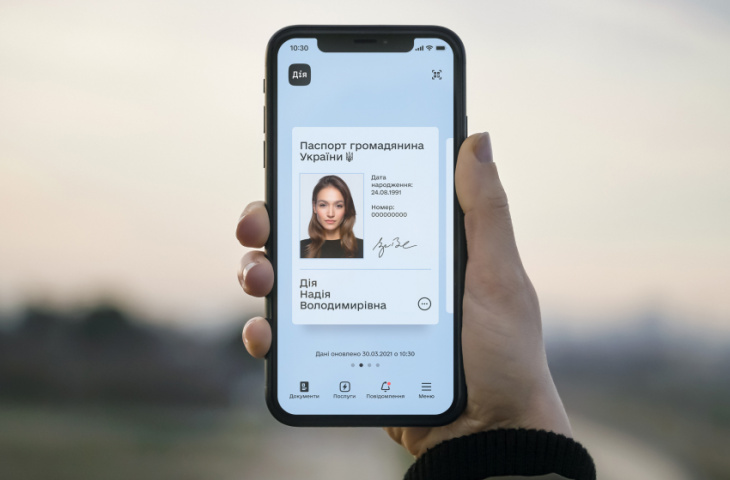 10:30
Дія
Паспорт громадянина
України
Дата
народження:
24.08.1991
Номер:
000000000
Дія
Надія
Володимирівна
Дані оновлено 30.03.2021 о 10:30
Документи Послуги Повідомлення Меню